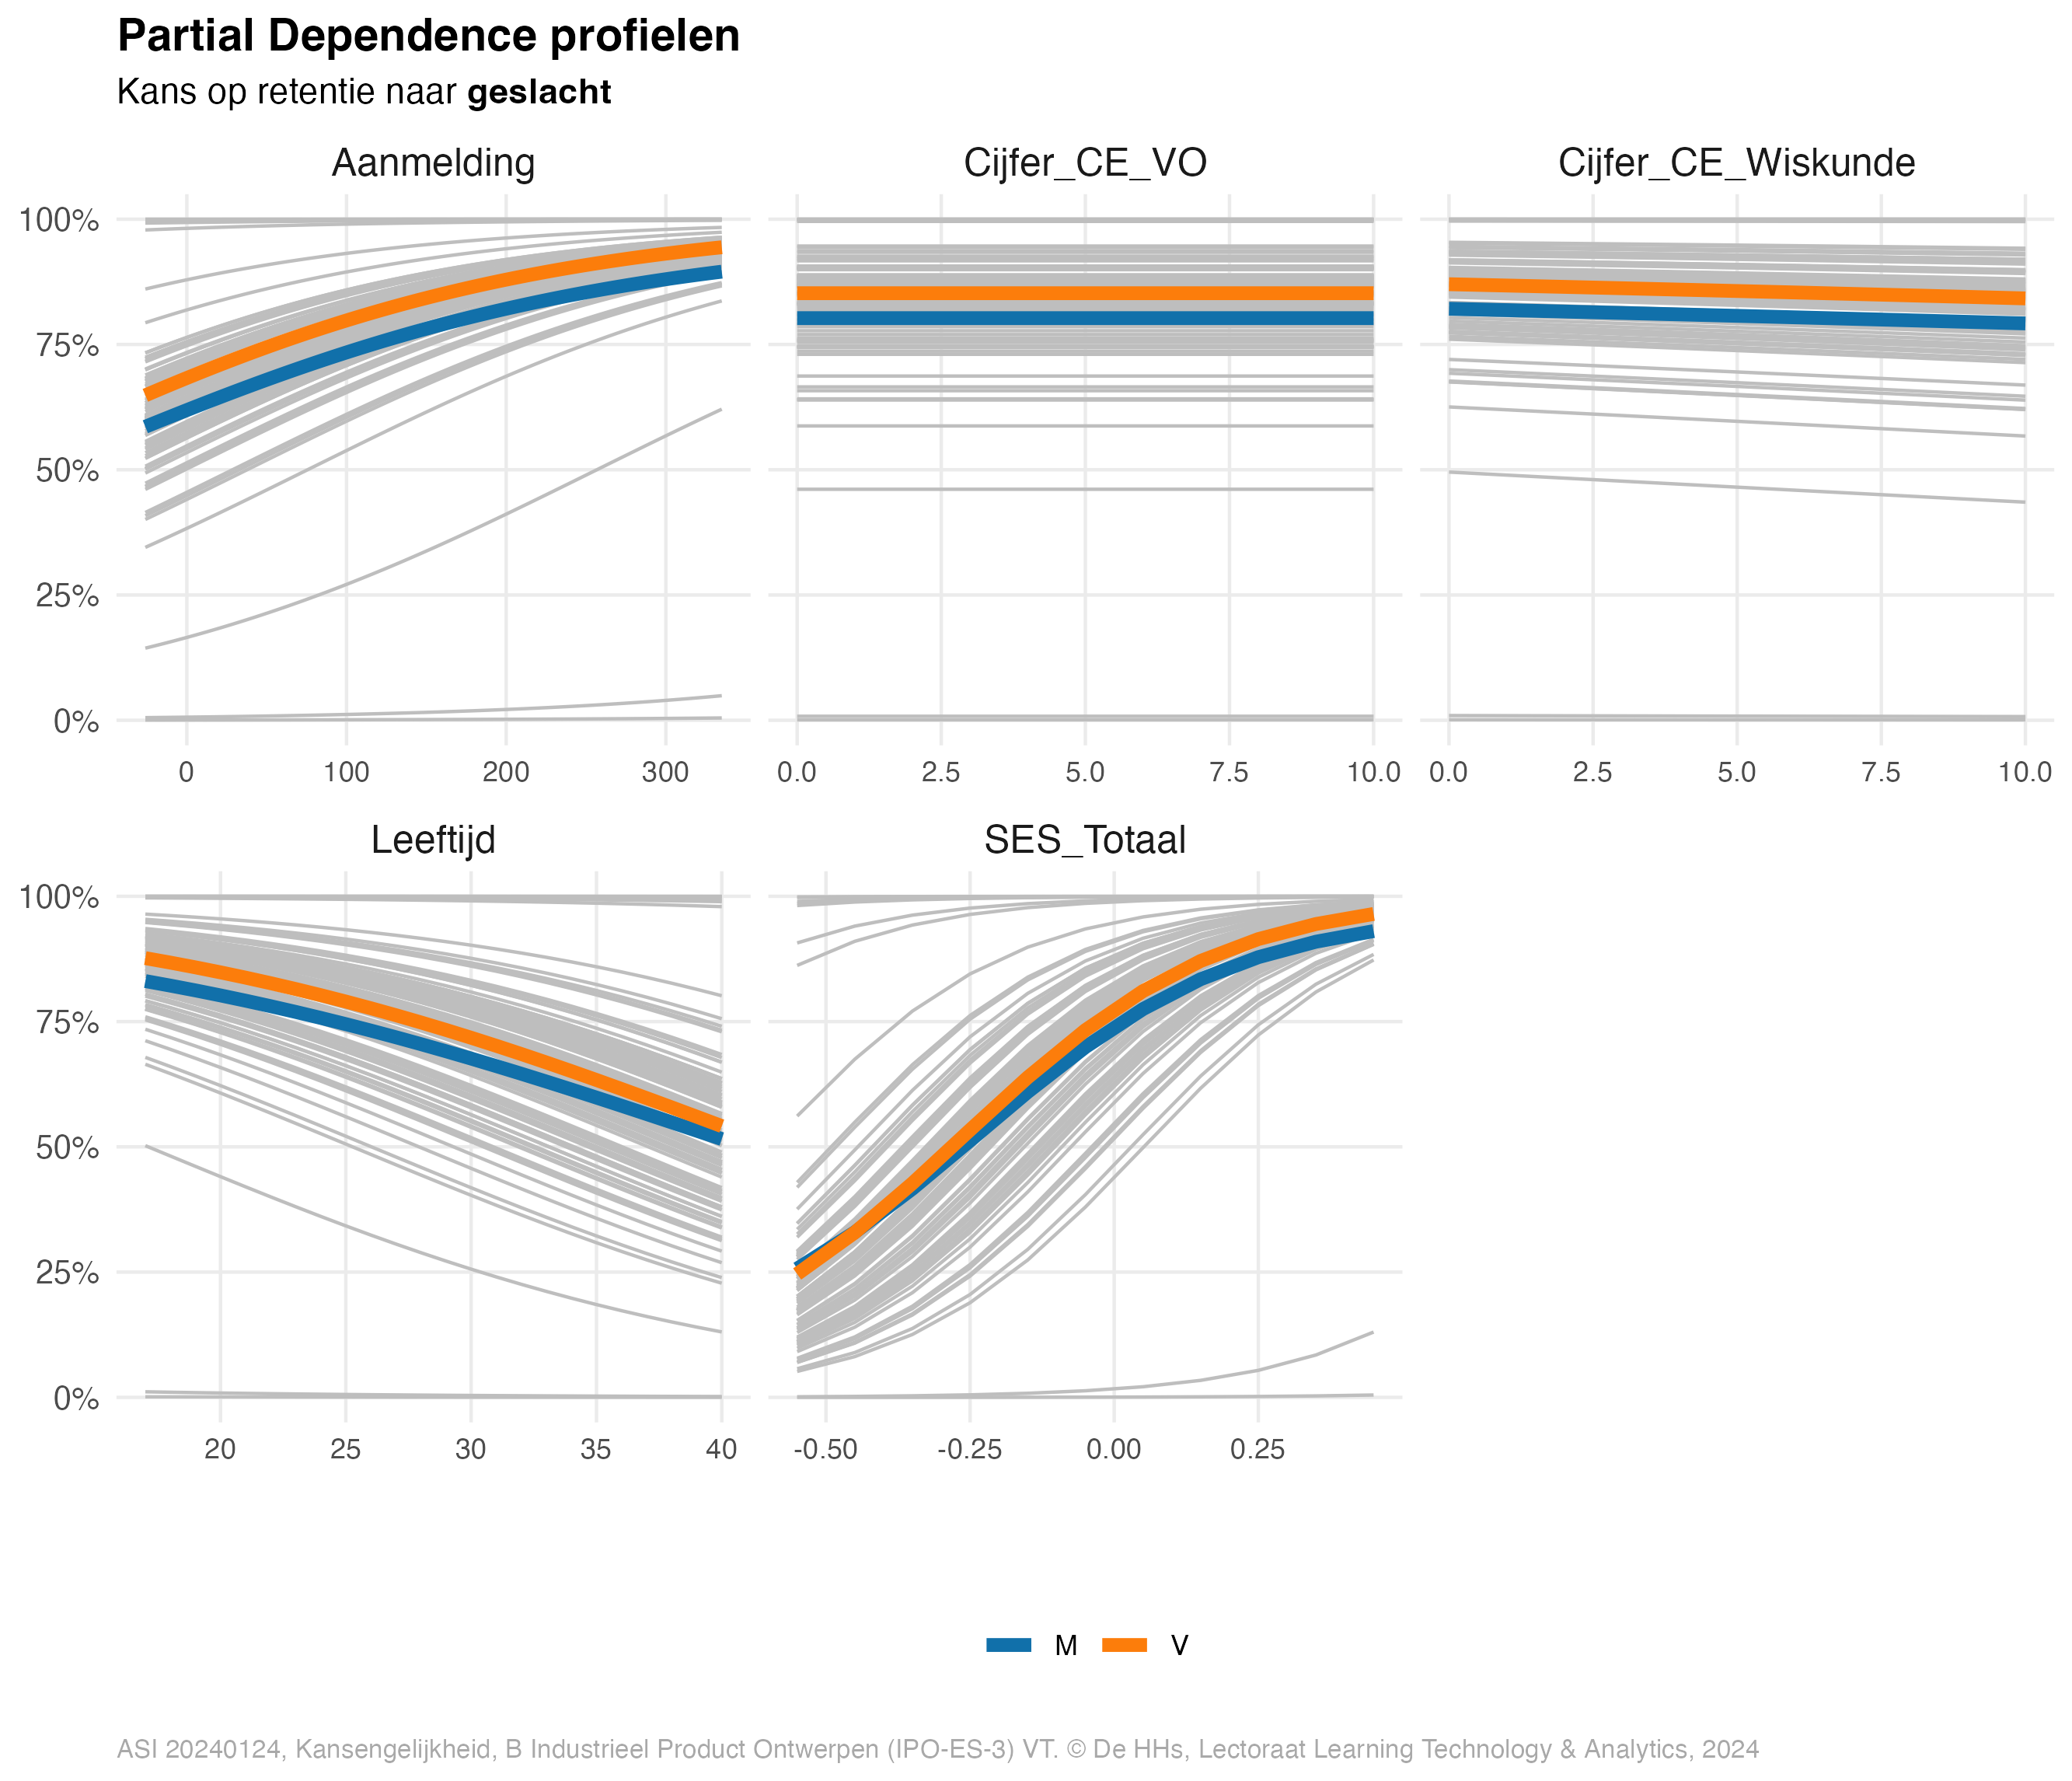 Partial Dependence profielen
Kans op retentie naar geslacht
Aanmelding
Cijfer_CE_VO
Cijfer_CE_Wiskunde
100%
75%
50%
25%
0%
0 100 200 300
0.0 2.5 5.0 7.5 10.0
0.0 2.5 5.0 7.5 10.0
Leeftijd
SES_Totaal
100%
75%
50%
25%
0%
20 25 30 35 40
-0.50 -0.25 0.00 0.25
M V
ASI 20240124, Kansengelijkheid, B Industrieel Product Ontwerpen (IPO-ES-3) VT. © De HHs, Lectoraat Learning Technology & Analytics, 2024